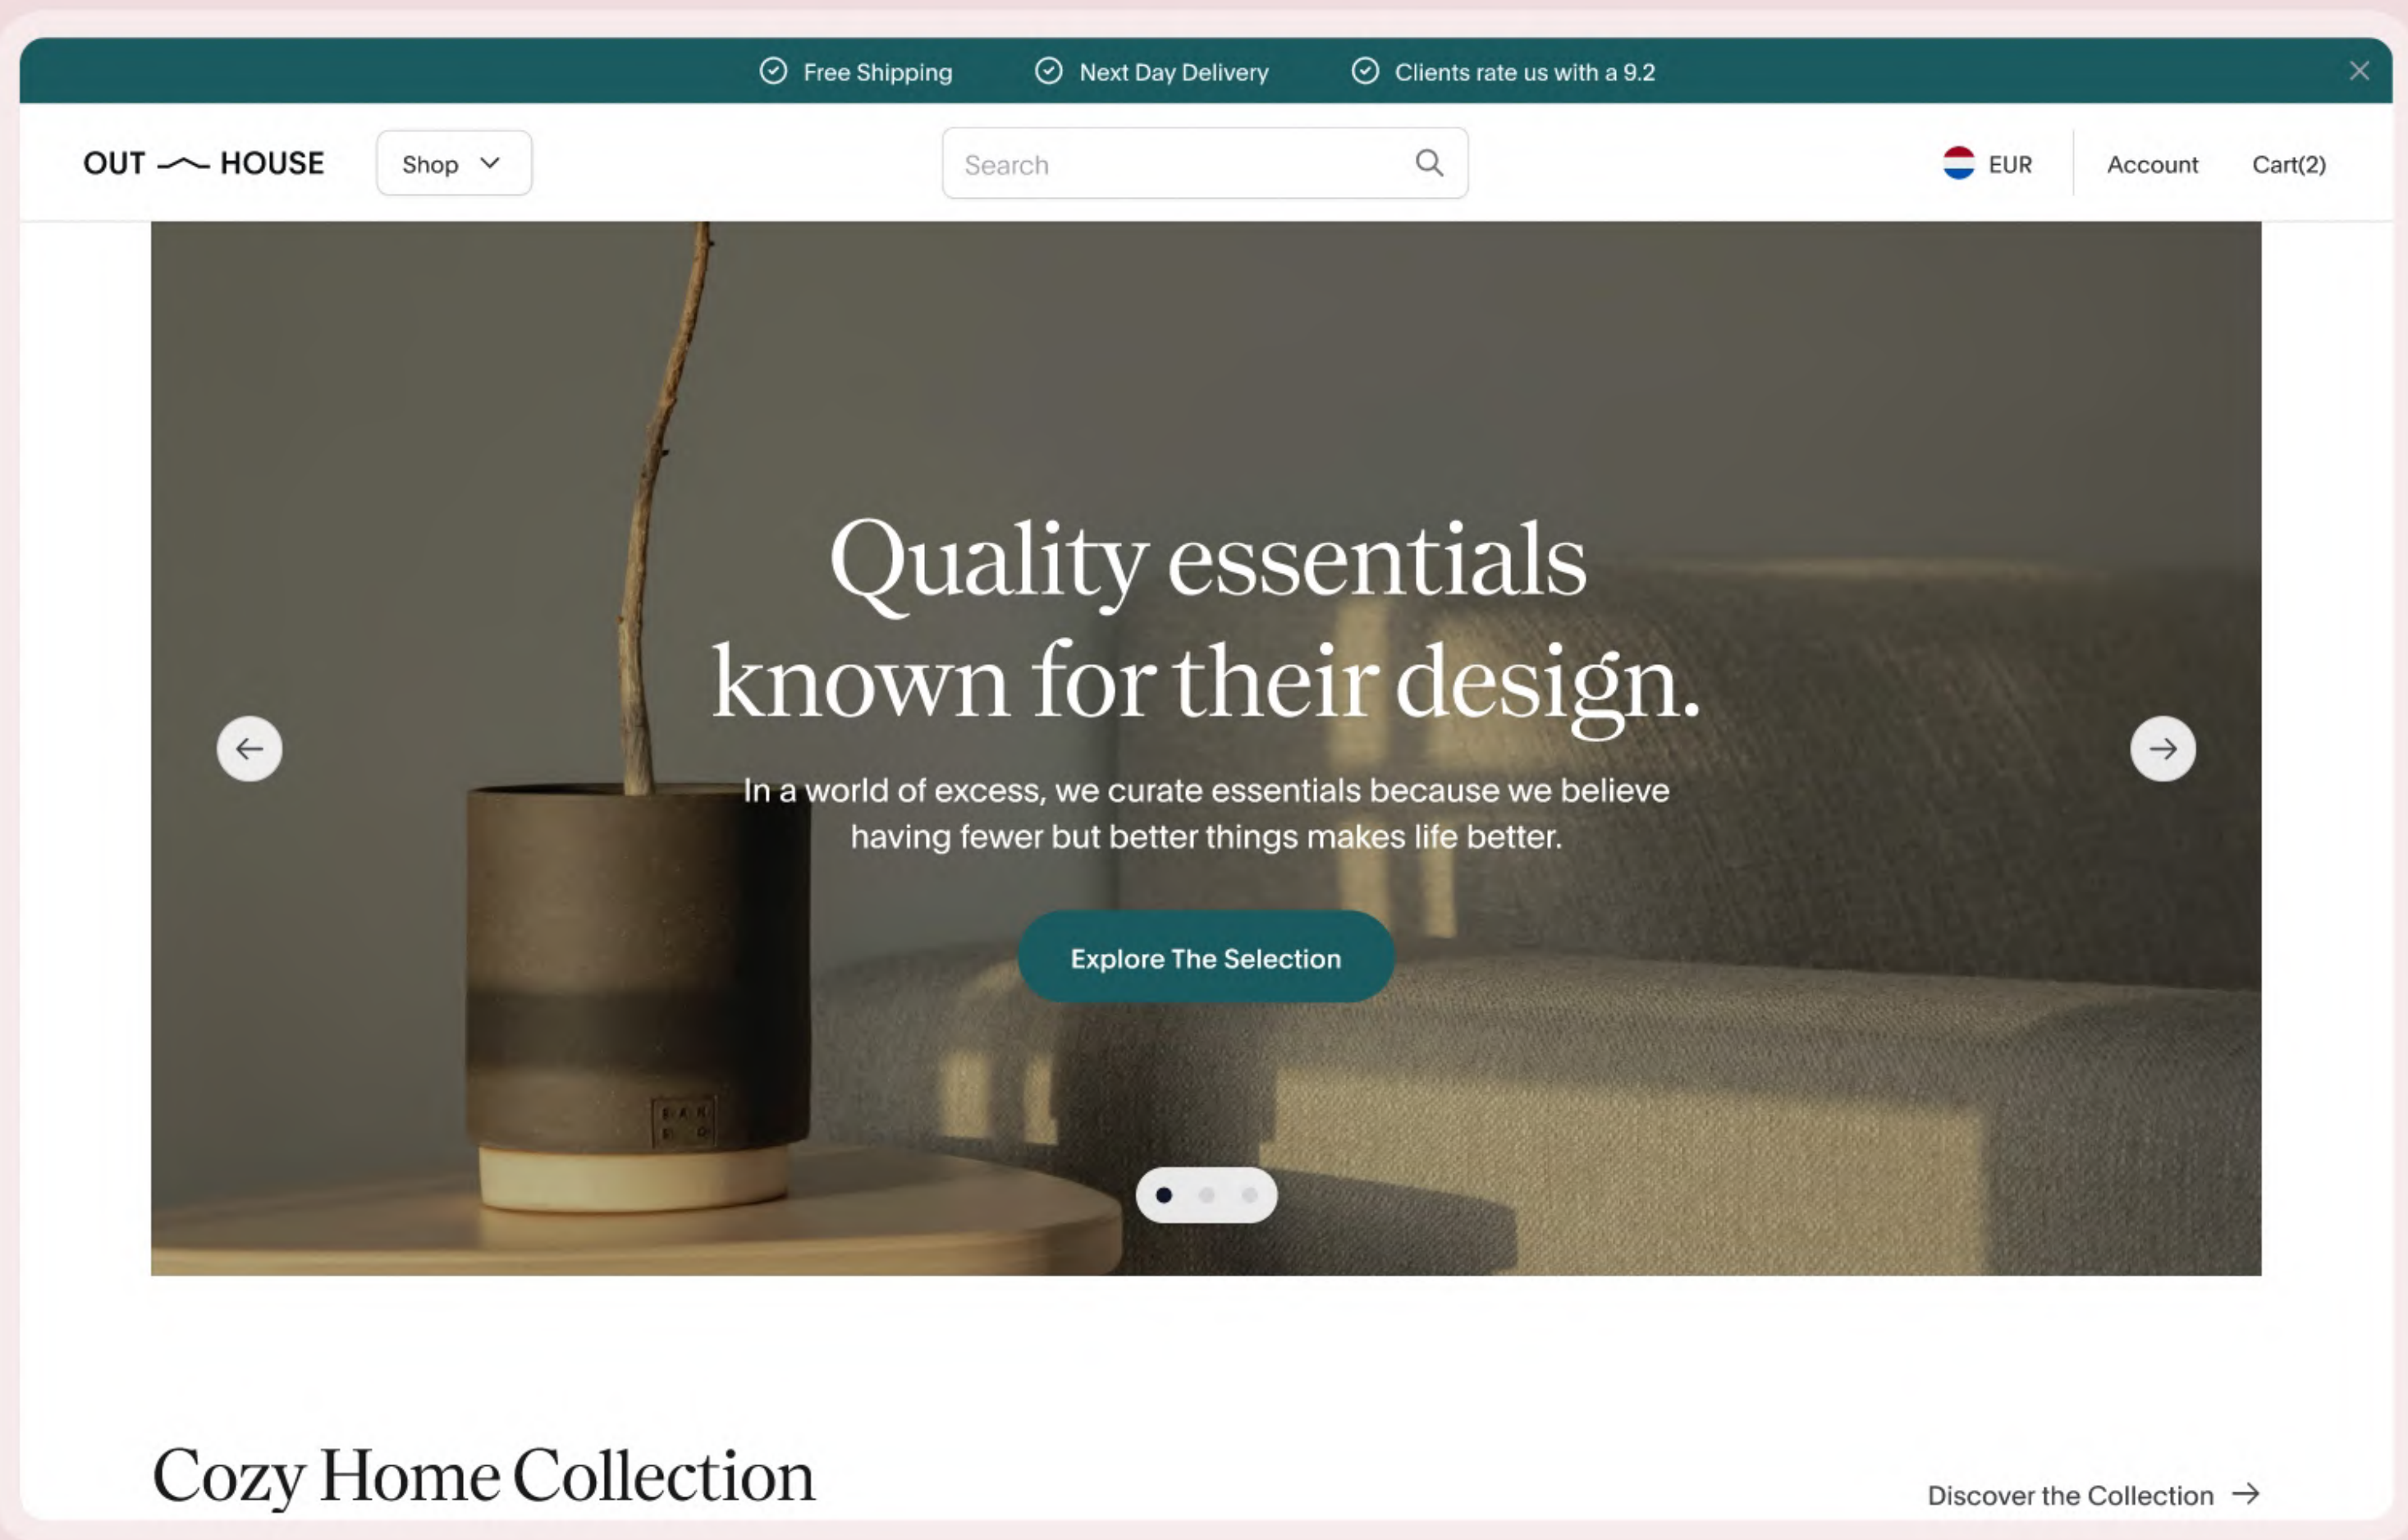 Free Shipping
Next Day Delivery
Clients rate us with a 9.2
OUT HOUSE
Shop
Search
EUR
Account
Cart(2)
Quality essentials
known for their design.
In a world of excess, we curate essentials because we believe
having fewer but better things makes life better.
Explore The Selection
Cozy Home Collection
Discover the Collection